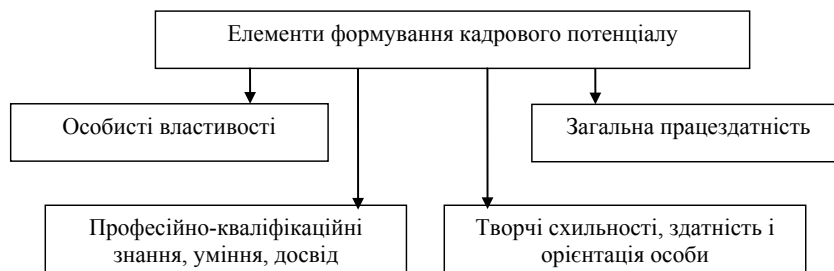 Елементи формування кадрового потенціалу
Особисті властивості
Загальна працездатність
Професійно-кваліфікаційні
знання, уміння, досвід
Творчі схильності, здатність і
орієнтація особи